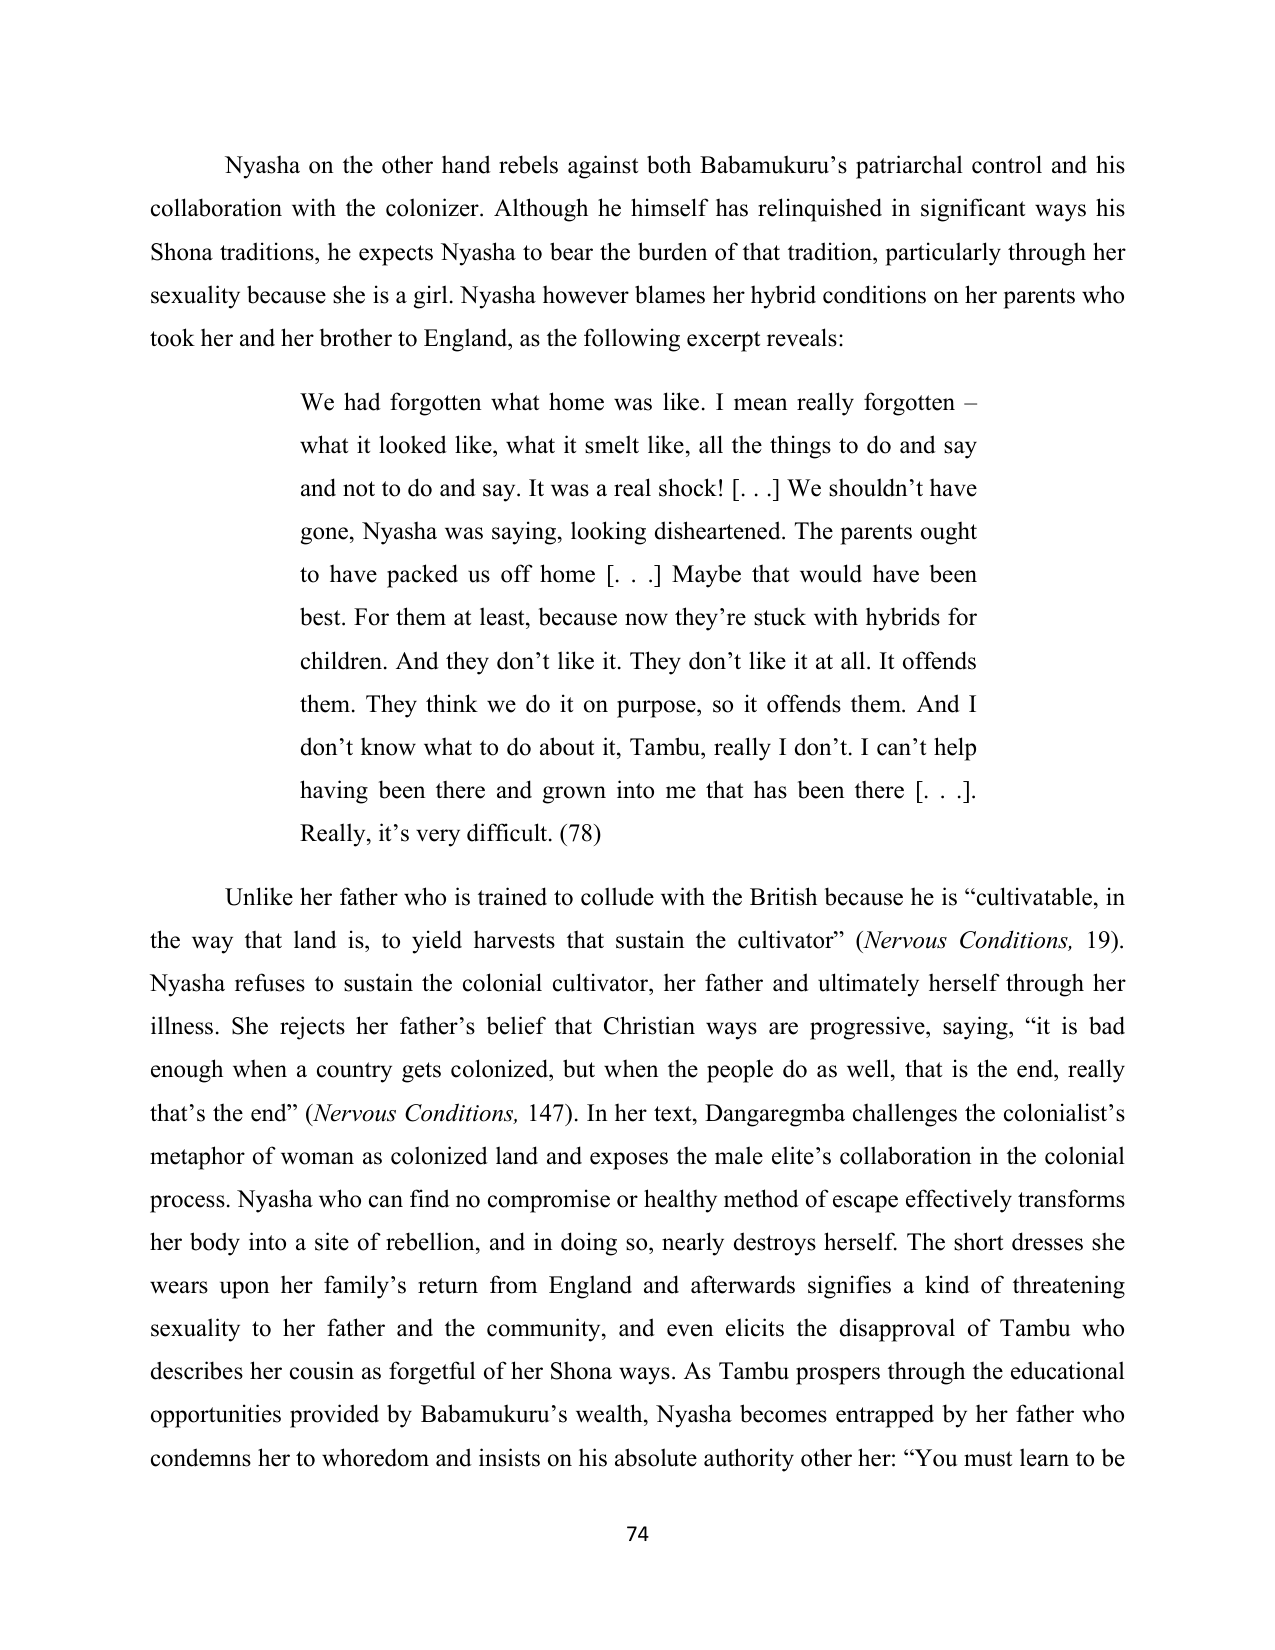 Nyasha on the other hand rebels against both Babamukuru’s patriarchal control and his
collaboration with the colonizer. Although he himself has relinquished in significant ways his
Shona traditions, he expects Nyasha to bear the burden of that tradition, particularly through her
sexuality because she is a girl. Nyasha however blames her hybrid conditions on her parents who
took her and her brother to England, as the following excerpt reveals:
We had forgotten what home was like. I mean really forgotten –
what it looked like, what it smelt like, all the things to do and say
and not to do and say. It was a real shock! [. . .] We shouldn’t have
gone, Nyasha was saying, looking disheartened. The parents ought
to have packed us off home [. . .] Maybe that would have been
best. For them at least, because now they’re stuck with hybrids for
children. And they don’t like it. They don’t like it at all. It offends
them. They think we do it on purpose, so it offends them. And I
don’t know what to do about it, Tambu, really I don’t. I can’t help
having been there and grown into me that has been there [. . .].
Really, it’s very difficult. (78)
Unlike her father who is trained to collude with the British because he is “cultivatable, in
the way that land is, to yield harvests that sustain the cultivator” (Nervous Conditions, 19).
Nyasha refuses to sustain the colonial cultivator, her father and ultimately herself through her
illness. She rejects her father’s belief that Christian ways are progressive, saying, “it is bad
enough when a country gets colonized, but when the people do as well, that is the end, really
that’s the end” (Nervous Conditions, 147). In her text, Dangaregmba challenges the colonialist’s
metaphor of woman as colonized land and exposes the male elite’s collaboration in the colonial
process. Nyasha who can find no compromise or healthy method of escape effectively transforms
her body into a site of rebellion, and in doing so, nearly destroys herself. The short dresses she
wears upon her family’s return from England and afterwards signifies a kind of threatening
sexuality to her father and the community, and even elicits the disapproval of Tambu who
describes her cousin as forgetful of her Shona ways. As Tambu prospers through the educational
opportunities provided by Babamukuru’s wealth, Nyasha becomes entrapped by her father who
condemns her to whoredom and insists on his absolute authority other her: “You must learn to be
74